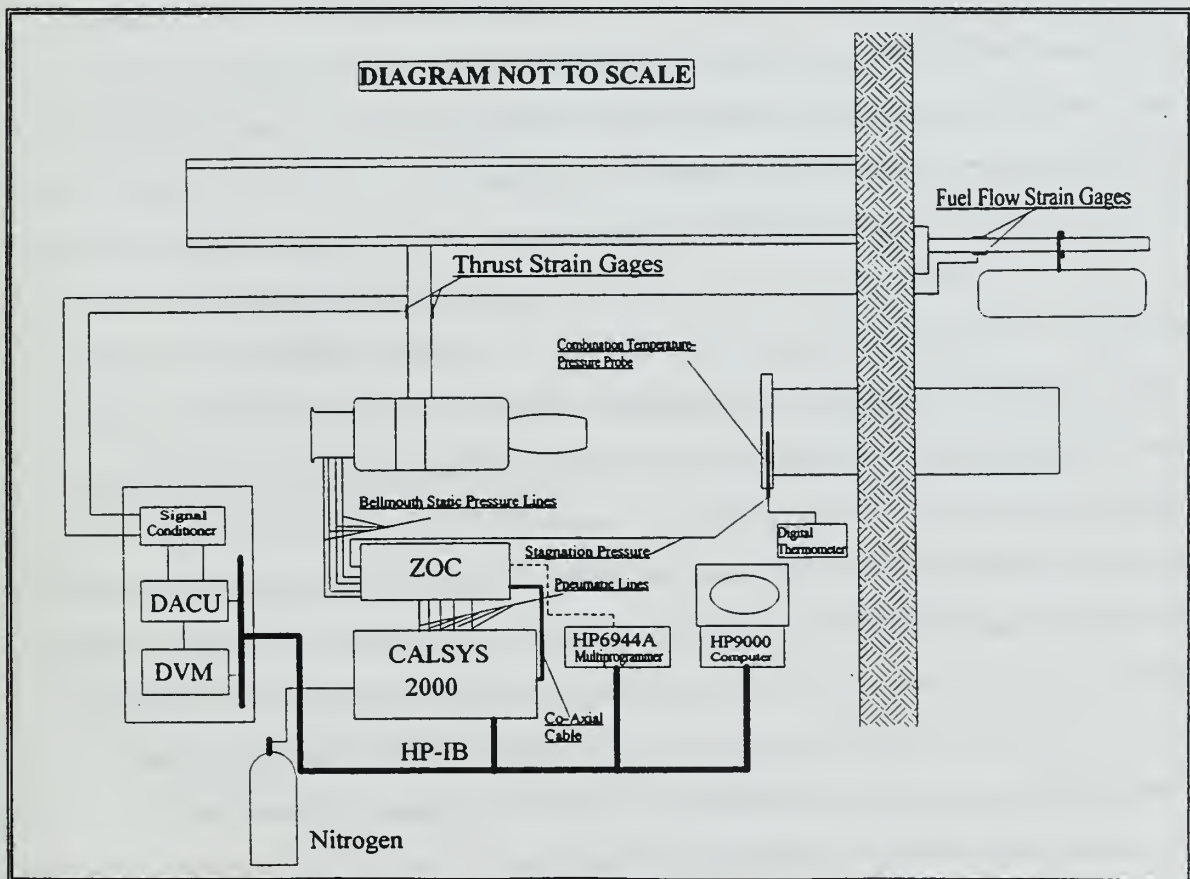 DIAGRAM NOT TO SCALE
Fuel Flow Strain Gages
Thrust Strain Gages
Combination Temperature-
Pressure Probe
Bellmouth Static Pressure Lines
Signal
Conditioner
Stagnation Pressure
Digital
Thermometer
ZOC
Pneumatic Lines
DACU
HP6944A
Multiprogrammer
HP9000
Computer
CALSYS
2000
DVM
Co-Axial
Cable
HP-IB
Nitrogen